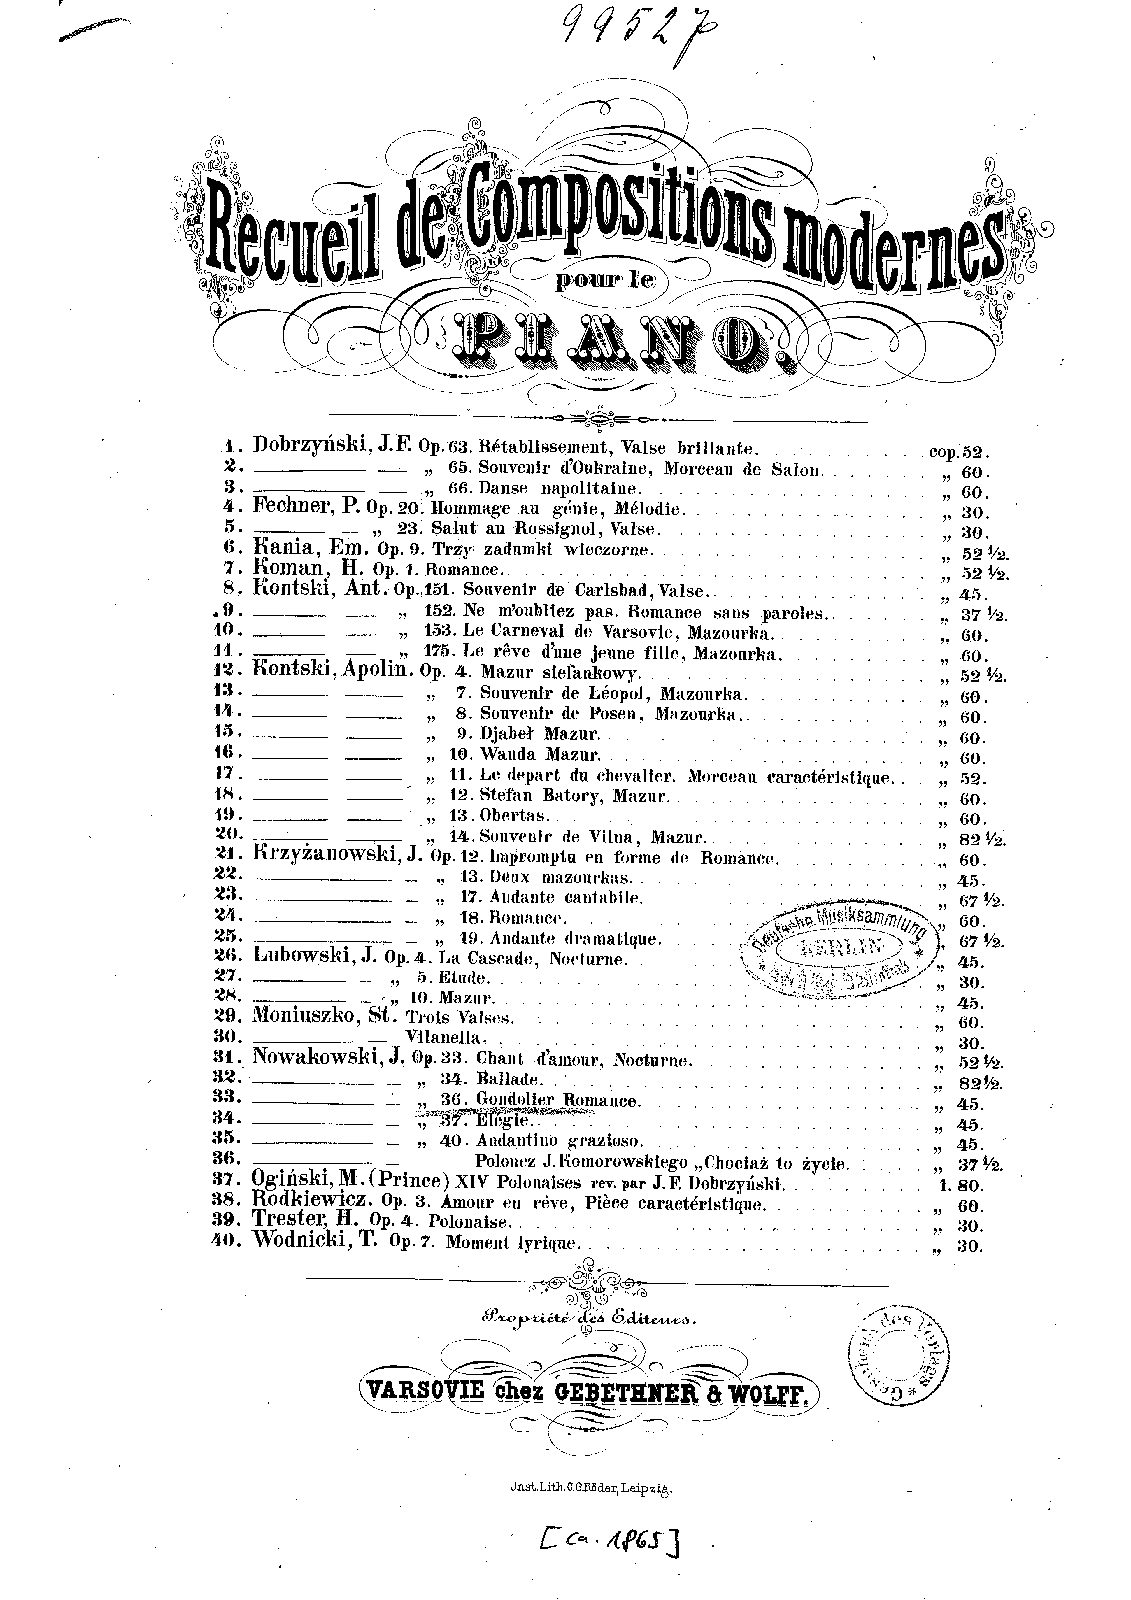 99527
Recueil de Compositions modernes
pour le
PIANO.
1. Dobrzyński, J.F. Op. 63. Rétablissement, Valse brillante. cop. 52.
2. „ 65. Souvenir d'Oukraine, Morceau de Salon. „ 60.
3. „ 66. Danse napolitaine. „ 60.
4. Fechner, P. Op. 20. Hommage au génie, Mélodie. „ 30.
5. „ 23. Salut au Rossignol, Valse. „ 30.
6. Kania, Em. Op. 9. Trzy zadumki wieczorne. „ 52 ½.
7. Koman, H. Op. 1. Romance. „ 52 ½.
8. Kontski, Ant. Op. 151. Souvenir de Carlsbad, Valse. „ 45.
9. „ 152. Ne m'oubliez pas. Romance sans paroles. „ 37 ½.
10. „ 153. Le Carneval de Varsovie, Mazourka. „ 60.
11. „ 175. Le rêve d'une jeune fille, Mazourka. „ 60.
12. Kontski, Apolin. Op. 4. Mazur stefankowy. „ 52 ½.
13. „ 7. Souvenir de Léopol, Mazourka. „ 60.
14. „ 8. Souvenir de Posen, Mazourka. „ 60.
15. „ 9. Djabeł Mazur. „ 60.
16. „ 10. Wanda Mazur. „ 60.
17. „ 11. Le depart du chevalier. Morceau caractéristique. „ 52.
18. „ 12. Stefan Batory, Mazur. „ 60.
19. „ 13. Obertas. „ 60.
20. „ 14. Souvenir de Vilna, Mazur. „ 82 ½.
21. Krzyżanowski, J. Op. 12. Impromptu en forme de Romance. „ 60.
22. „ 13. Deux mazourkas. „ 45.
23. „ 17. Andante cantabile. „ 67 ½.
24. „ 18. Romance. „ 60.
25. „ 19. Andante dramatique. „ 67 ½.
26. Lubowski, J. Op. 4. La Cascade, Nocturne. „ 45.
27. „ 5. Etude. „ 30.
28. „ 10. Mazur. „ 45.
29. Moniuszko, St. Trois Valses. „ 60.
30. Vilanella. „ 30.
31. Nowakowski, J. Op. 33. Chant d'amour, Nocturne. „ 52 ½.
32. „ 34. Ballade. „ 82 ½.
33. „ 36. Gondolier Romance. „ 45.
34. „ 37. Elégie. „ 45.
35. „ 40. Andantino grazioso. „ 45.
36. Polonez J. Komorowskiego „Chociaż to życie. „ 37 ½.
37. Ogiński, M. (Prince) XIV Polonaises rev. par J.F. Dobrzyński. 1. 80.
38. Rodkiewicz. Op. 3. Amour en réve, Pièce caractéristique. „ 60.
39. Trester, H. Op. 4. Polonaise. „ 30.
40. Wodnicki, T. Op. 7. Moment lyrique. „ 30.
Deutsche Musiksammlung
BERLIN
Propriété des Editeurs.
Geschenk des Verlages
VARSOVIE chez GEBETHNER & WOLFF.
Inst. Lith. C.G. Röder, Leipzig.
[ca. 1865]